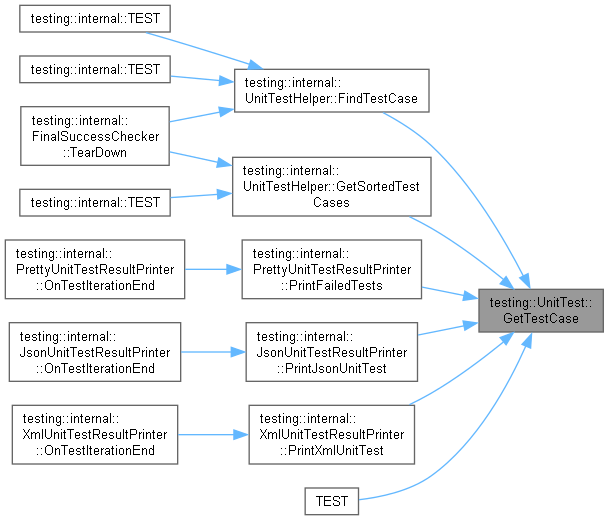 testing::internal::TEST
testing::internal::TEST
testing::internal::
FinalSuccessChecker
::TearDown
testing::internal::TEST
testing::internal::
PrettyUnitTestResultPrinter
::OnTestIterationEnd
testing::internal::
JsonUnitTestResultPrinter
::OnTestIterationEnd
testing::internal::
XmlUnitTestResultPrinter
::OnTestIterationEnd
testing::internal::
UnitTestHelper::FindTestCase
testing::internal::
UnitTestHelper::GetSortedTest
Cases
testing::internal::
PrettyUnitTestResultPrinter
::PrintFailedTests
testing::internal::
JsonUnitTestResultPrinter
::PrintJsonUnitTest
testing::internal::
XmlUnitTestResultPrinter
::PrintXmlUnitTest
TEST
testing::UnitTest::
GetTestCase